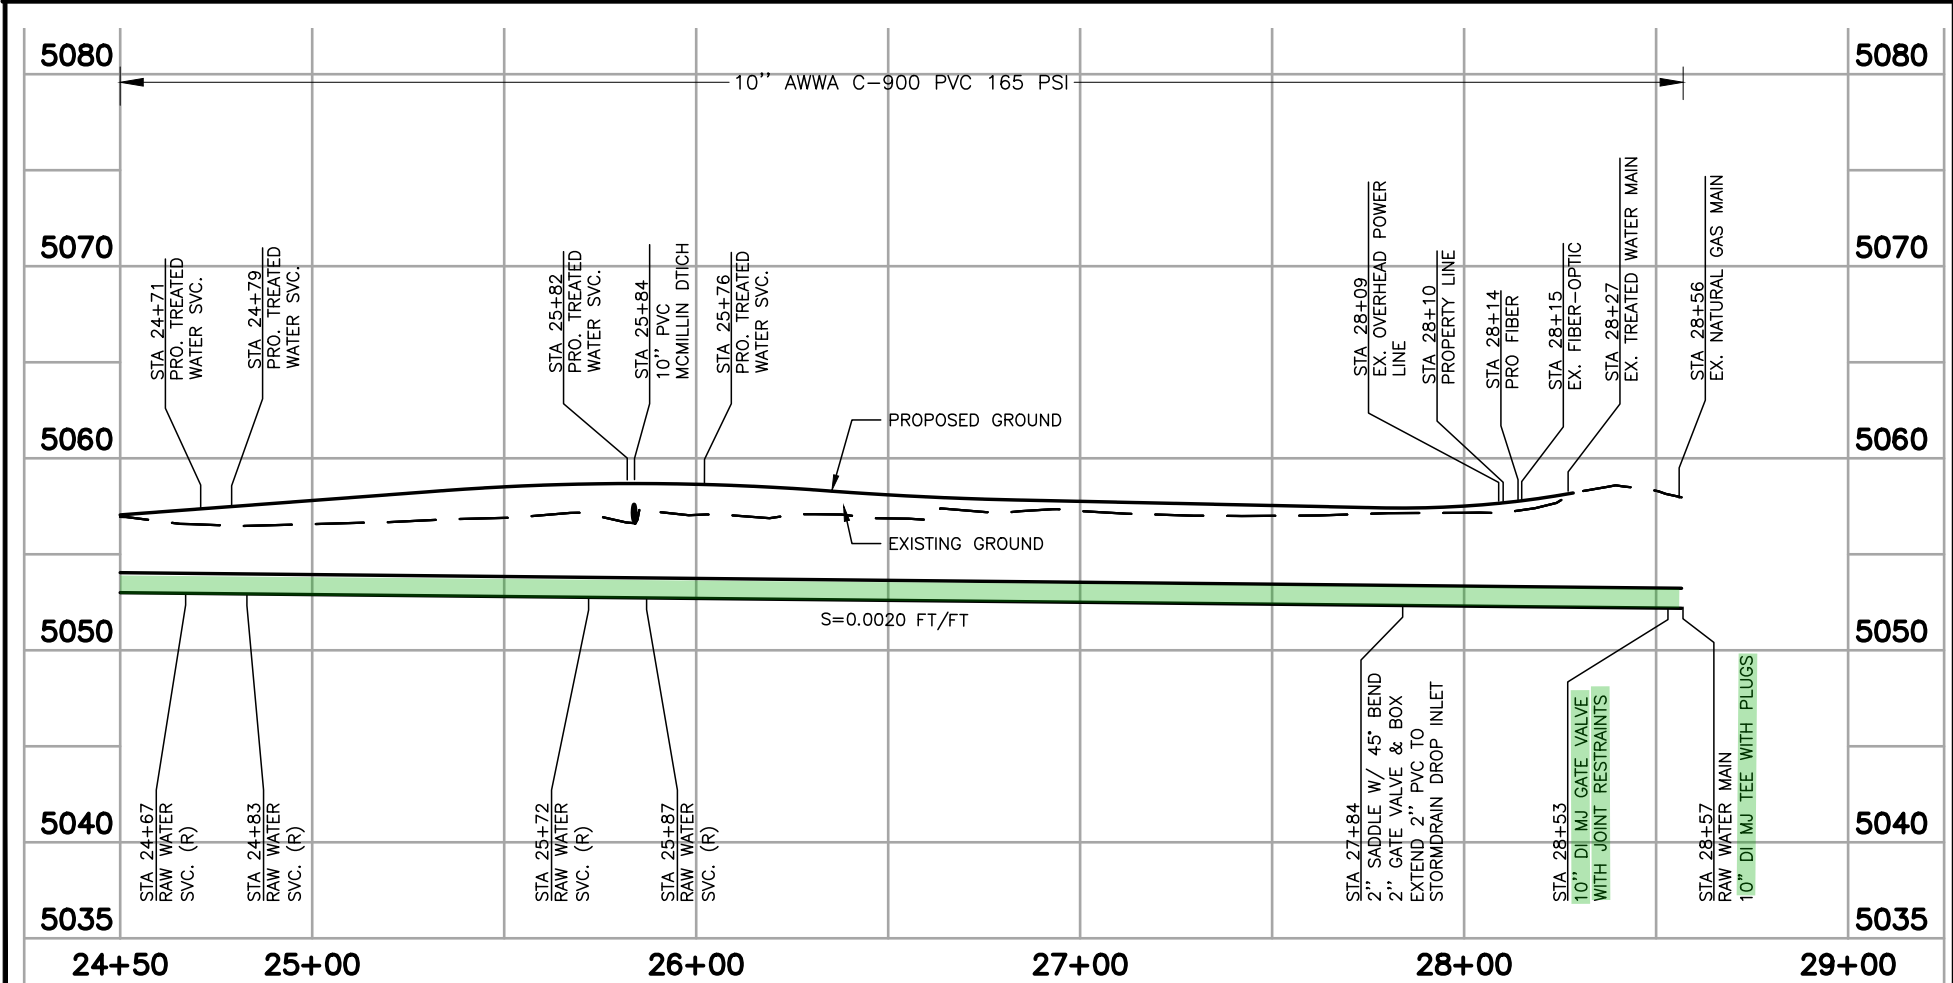 5080
5080
10'' AWWA C-900 PVC 165 PSI
5070
5070
STA 24+71
PRO. TREATED
WATER SVC.
STA 24+79
PRO. TREATED
WATER SVC.
STA 25+82
PRO. TREATED
WATER SVC.
STA 25+84
10'' PVC
MCMILLIN DTICH
STA 25+76
PRO. TREATED
WATER SVC.
STA 28+09
EX. OVERHEAD POWER
LINE
STA 28+10
PROPERTY LINE
STA 28+14
PRO FIBER
STA 28+15
EX. FIBER-OPTIC
STA 28+27
EX. TREATED WATER MAIN
STA 28+56
EX. NATURAL GAS MAIN
5060
5060
PROPOSED GROUND
EXISTING GROUND
S=0.0020 FT/FT
5050
5050
STA 24+67
RAW WATER
SVC. (R)
STA 24+83
RAW WATER
SVC. (R)
STA 25+72
RAW WATER
SVC. (R)
STA 25+87
RAW WATER
SVC. (R)
STA 27+84
2'' SADDLE W/ 45° BEND
2'' GATE VALVE & BOX
EXTEND 2'' PVC TO
STORMDRAIN DROP INLET
STA 28+53
10'' DI MJ GATE VALVE
WITH JOINT RESTRAINTS
STA 28+57
RAW WATER MAIN
10'' DI MJ TEE WITH PLUGS
5040
5040
5035
5035
24+50
25+00
26+00
27+00
28+00
29+00